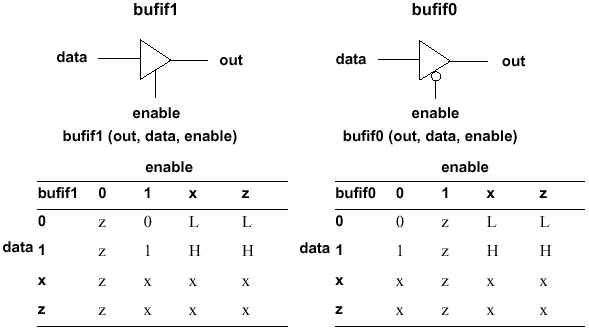 bufif1
data
out
enable
bufif1 (out, data, enable)
enable
bufif1 0 1 x z
0 z 0 L L
data 1 z 1 H H
x z x x x
z z x x x
bufif0
data
out
enable
bufif0 (out, data, enable)
enable
bufif0 0 1 x z
0 0 z L L
data 1 1 z H H
x x z x x
z x z x x